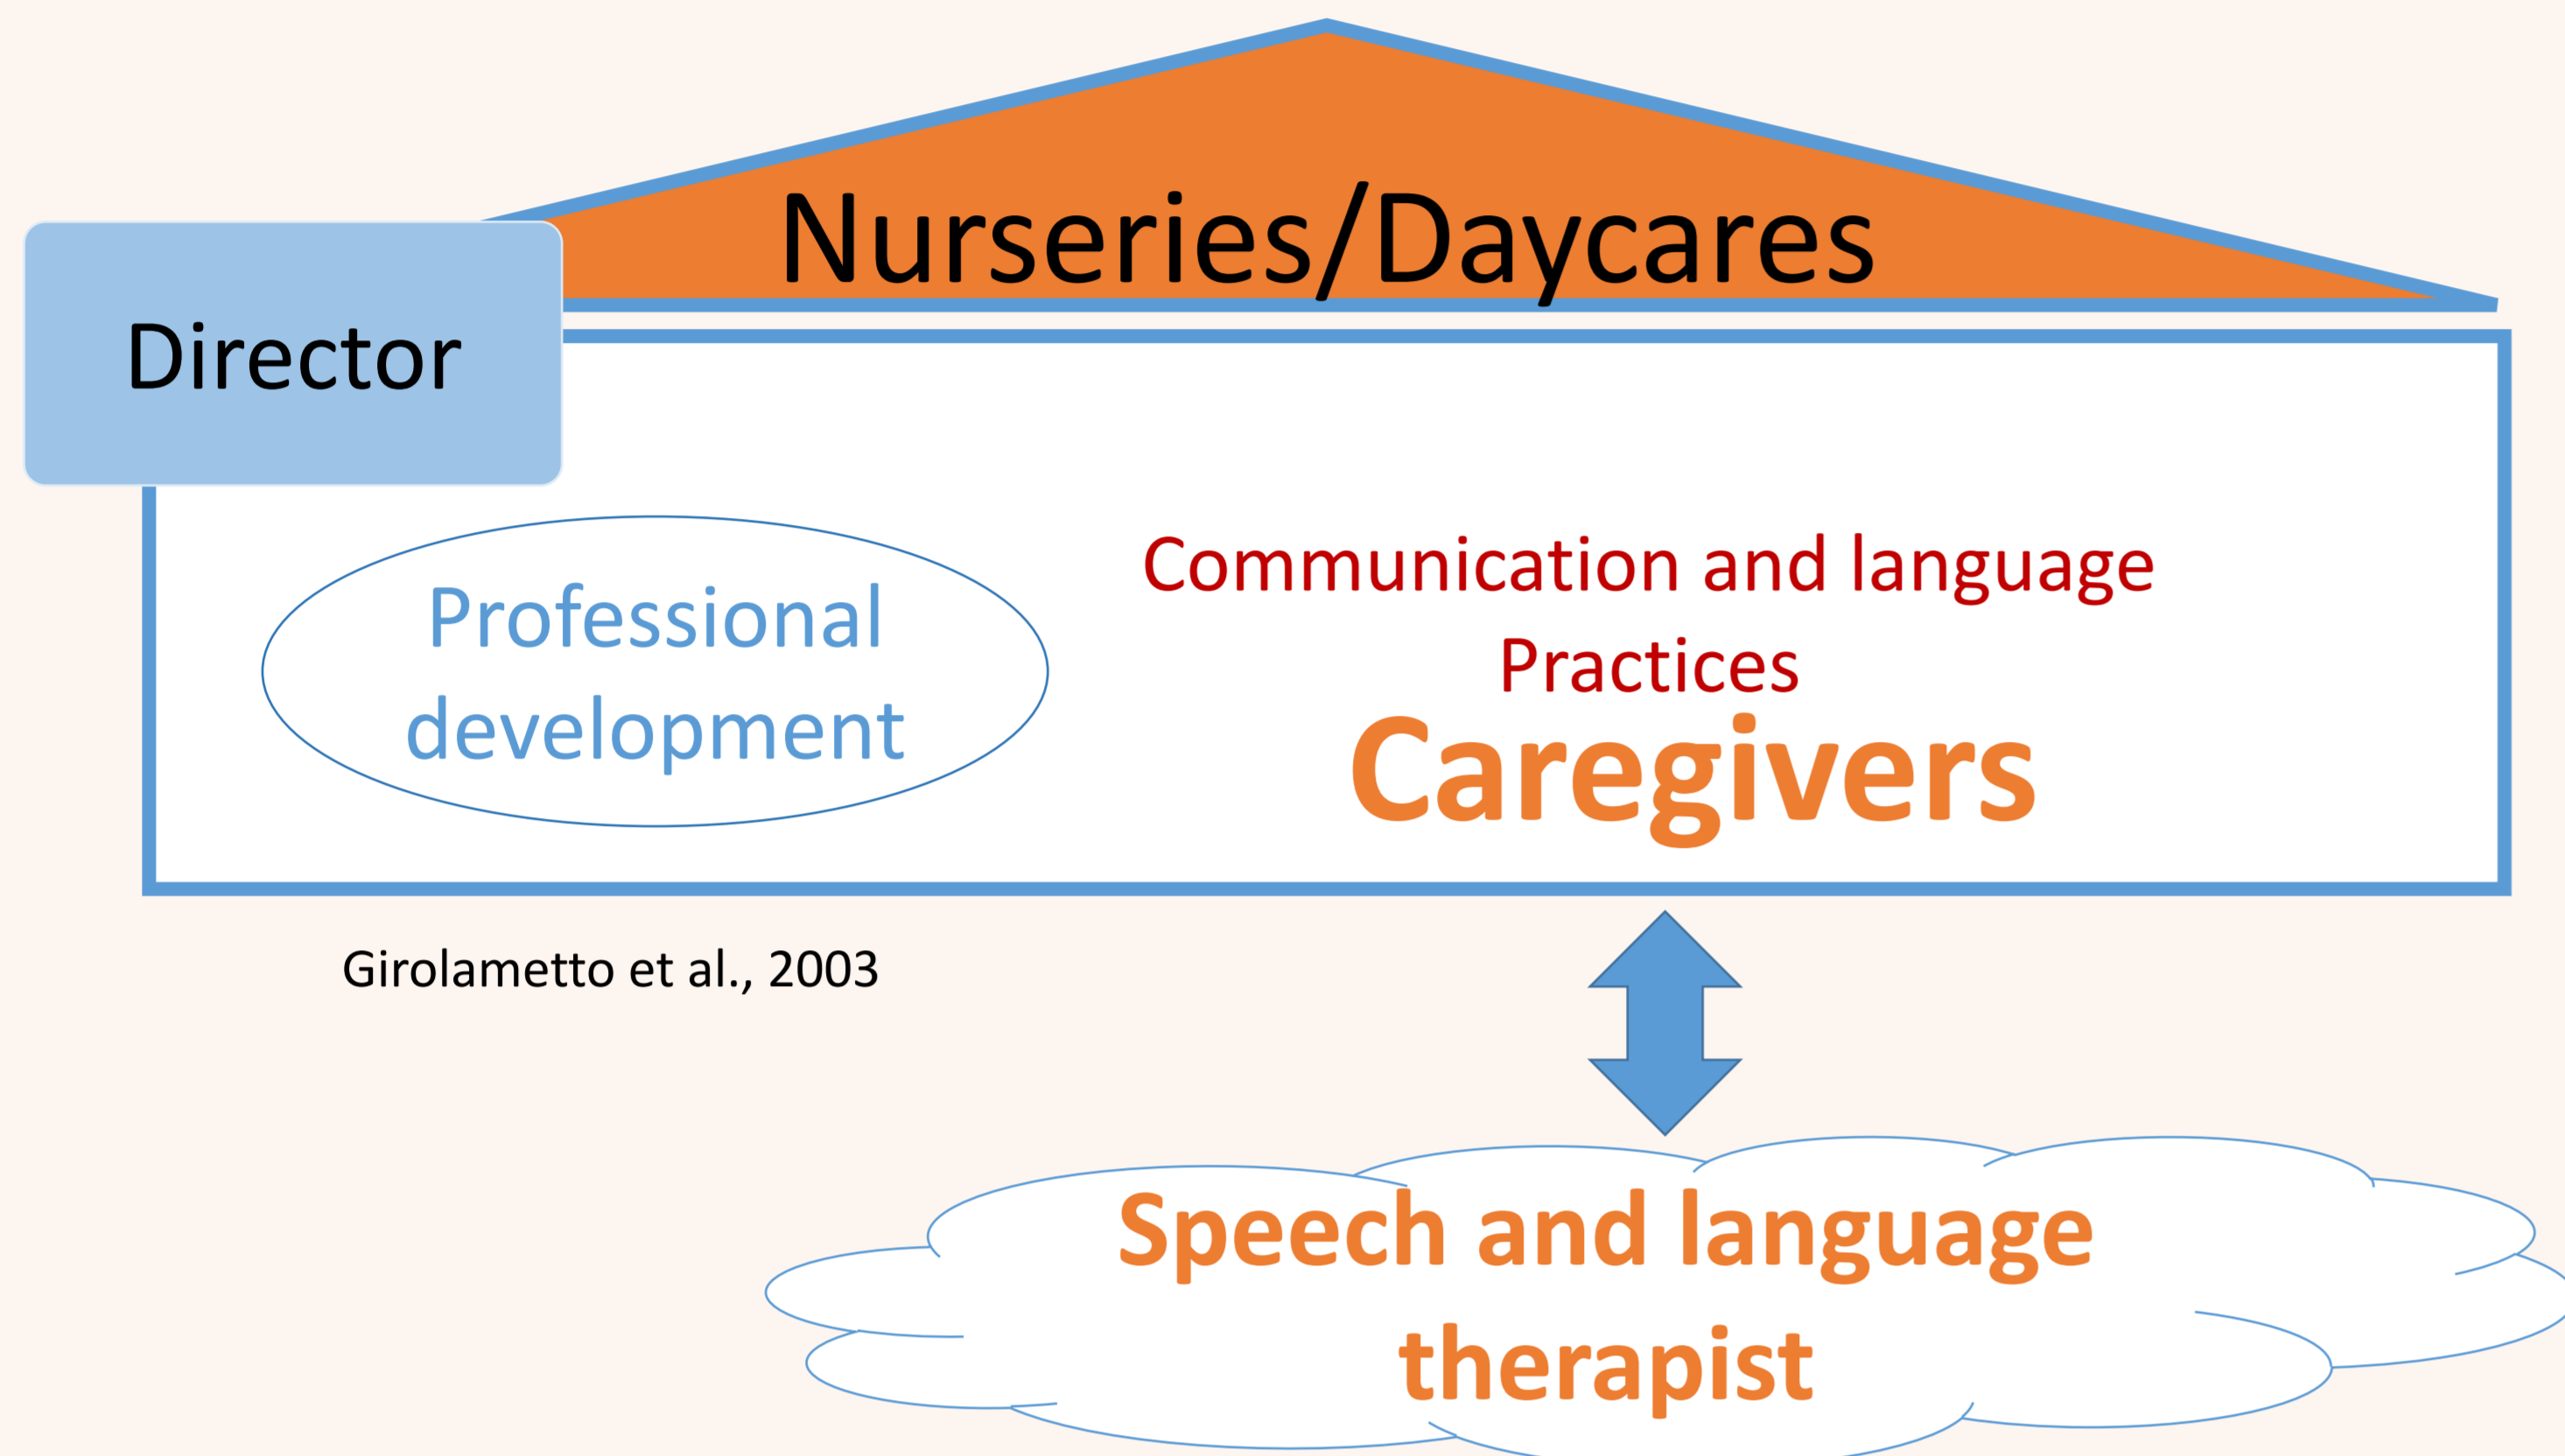 Nurseries/Daycares
Director
Professional
development
Communication and language
Practices
Caregivers
Girolametto et al., 2003
Speech and language
therapist